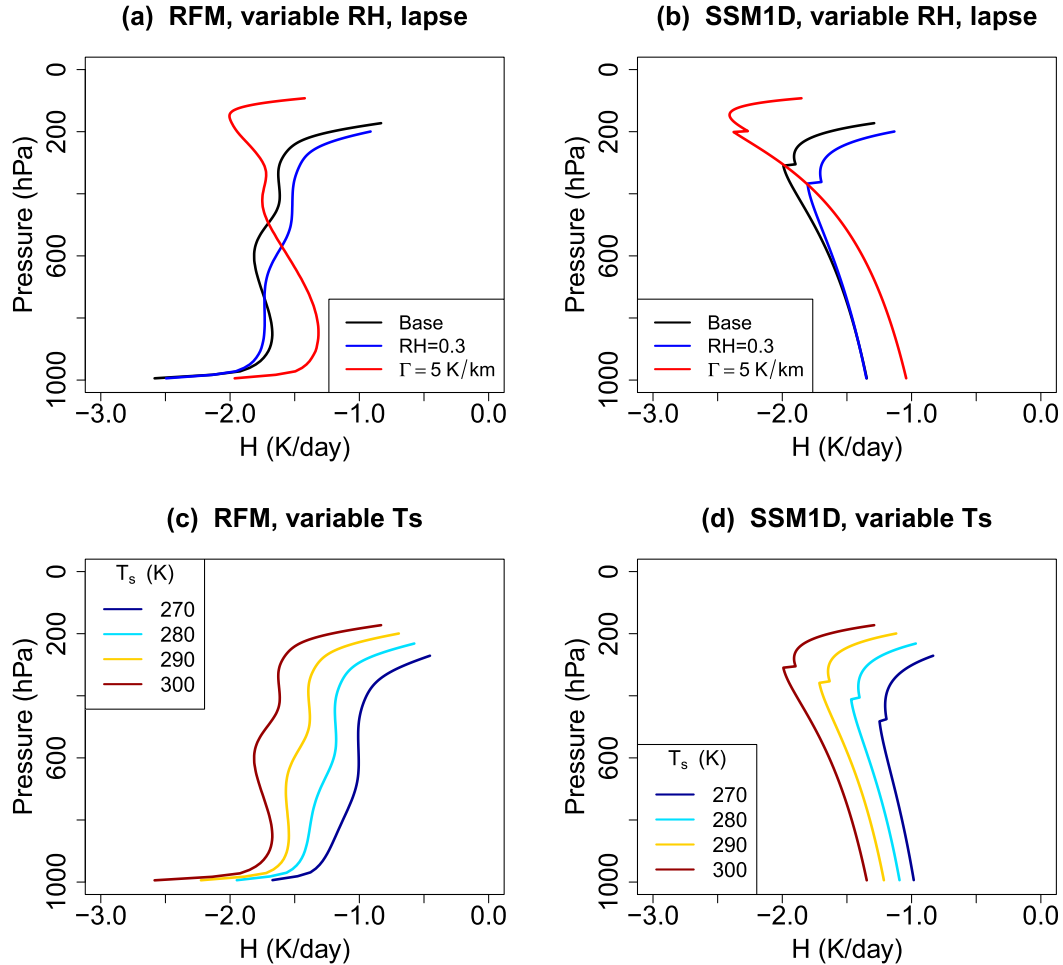 (a) RFM, variable RH, lapse
0
200
600
1000
Pressure (hPa)
Base
RH=0.3
Γ = 5 K/km
−3.0
−2.0
−1.0
0.0
H (K/day)
(b) SSM1D, variable RH, lapse
0
200
600
1000
Pressure (hPa)
Base
RH=0.3
Γ = 5 K/km
−3.0
−2.0
−1.0
0.0
H (K/day)
(c) RFM, variable Ts
0
200
600
1000
Pressure (hPa)
Ts (K)
270
280
290
300
−3.0
−2.0
−1.0
0.0
H (K/day)
(d) SSM1D, variable Ts
0
200
600
1000
Pressure (hPa)
Ts (K)
270
280
290
300
−3.0
−2.0
−1.0
0.0
H (K/day)